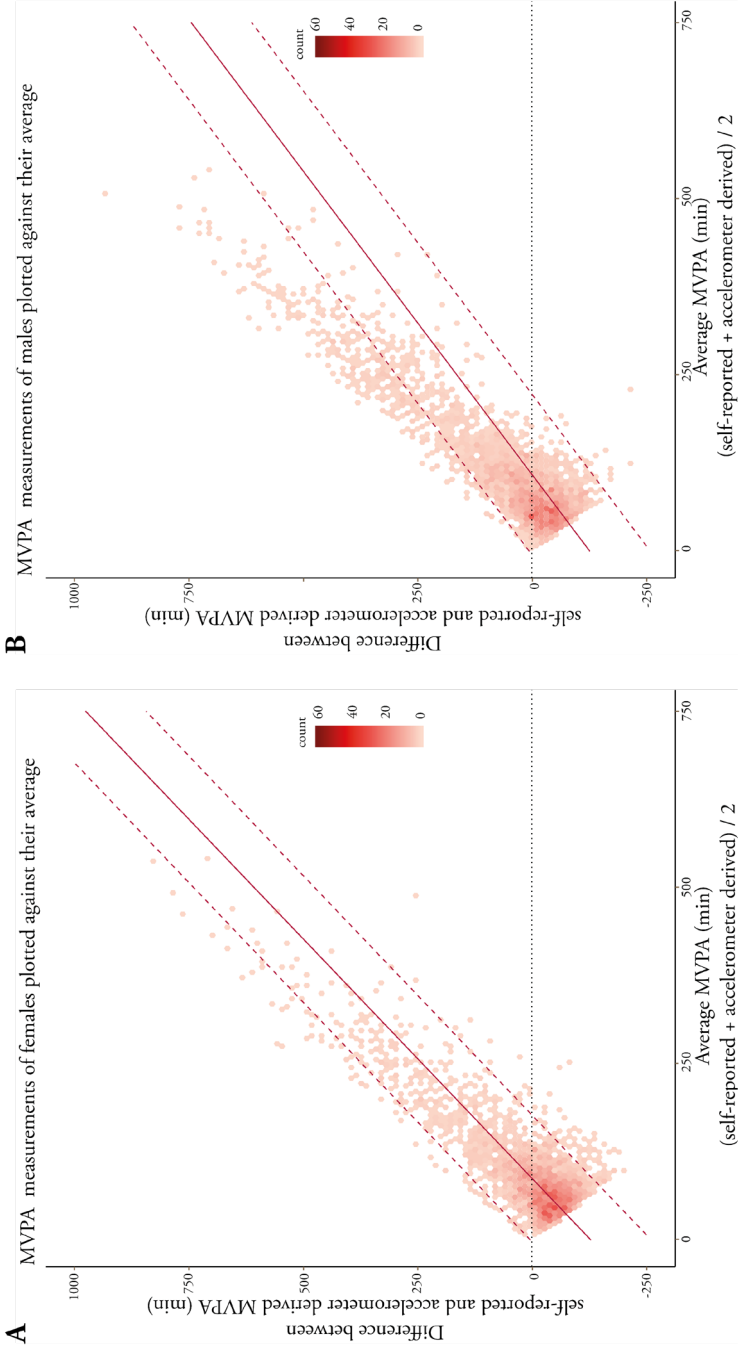 A
MVPA measurements of females plotted against their average
Difference between
self-reported and accelerometer derived MVPA (min)
1000
750
500
250
0
-250
count
60
40
20
0
0
250
500
750
Average MVPA (min)
(self-reported + accelerometer derived) / 2
B
MVPA measurements of males plotted against their average
Difference between
self-reported and accelerometer derived MVPA (min)
1000
750
250
0
-250
count
60
40
20
0
0
250
500
750
Average MVPA (min)
(self-reported + accelerometer derived) / 2